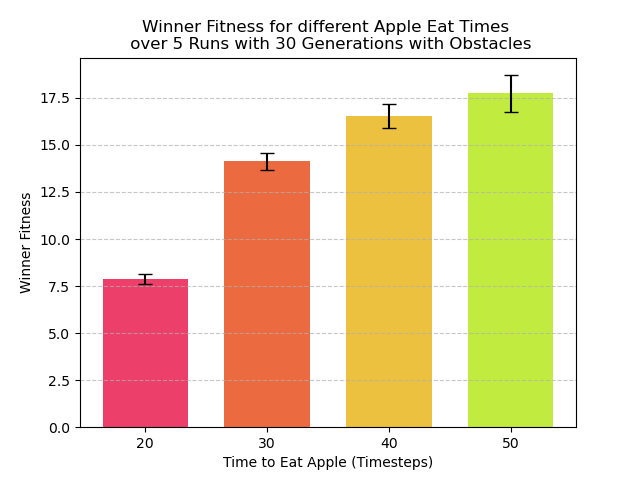 Winner Fitness for different Apple Eat Times
over 5 Runs with 30 Generations with Obstacles
Winner Fitness
17.5
15.0
12.5
10.0
7.5
5.0
2.5
0.0
20 30 40 50
Time to Eat Apple (Timesteps)